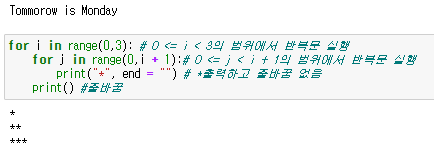 Tommorow is Monday
for i in range(0,3): # 0 <= i < 3의 범위에서 반복문 실행
for j in range(0,i + 1):# 0 <= j < i + 1의 범위에서 반복문 실행
print("*", end = "") # *출력하고 줄바꿈 없음
print() #줄바꿈
*
**
***